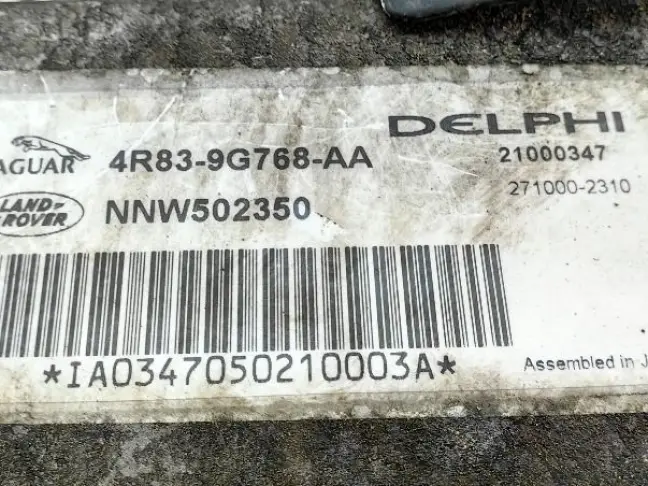 DELPHI
AGUAR 4R83-9G768-AA 21000347
271000-2310
LAND-
ROVER NNW502350
*IA0347050210003A*
Assembled in J